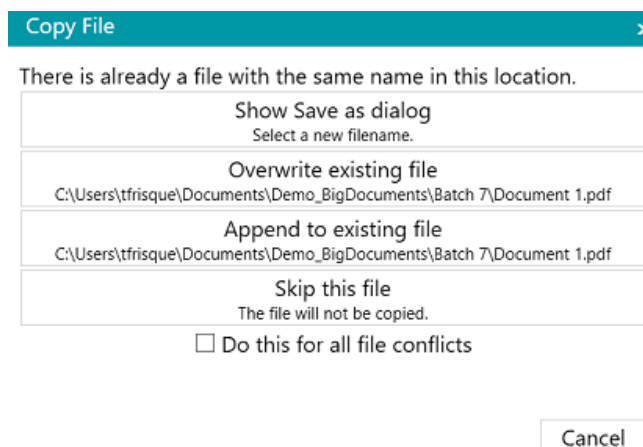 Copy File
There is already a file with the same name in this location.
Show Save as dialog
Select a new filename.
Overwrite existing file
C:\Users\tfrisque\Documents\Demo_BigDocuments\Batch 7\Document 1.pdf
Append to existing file
C:\Users\tfrisque\Documents\Demo_BigDocuments\Batch 7\Document 1.pdf
Skip this file
The file will not be copied.
Do this for all file conflicts
Cancel